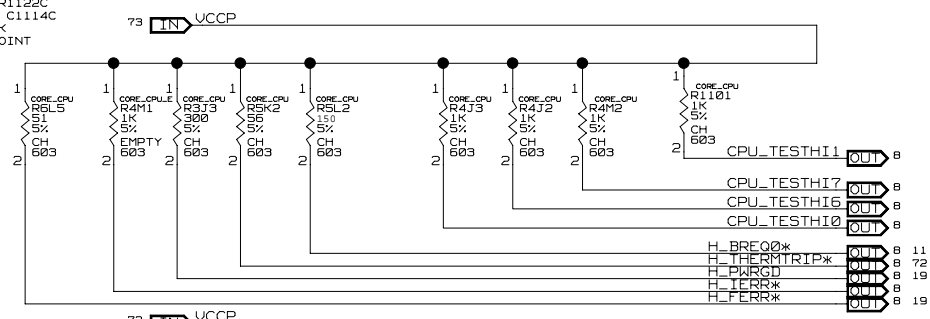 R1122C
C1114C
K
OINT
73 IN VCCP
1 1 1 1 1 1 1 1 1
CORE_CPU CORE_CPU_E CORE_CPU CORE_CPU CORE_CPU CORE_CPU CORE_CPU CORE_CPU CORE_CPU
R6L5 R4M1 R3J3 R5K2 R5L2 R4J3 R4J2 R4M2 R1101
51 1K 300 56 150 1K 1K 1K 1K
5% 5% 5% 5% 5% 5% 5% 5% 5%
CH EMPTY CH CH CH CH CH CH CH
603 603 603 603 603 603 603 603 603
2 2 2 2 2 2 2 2 2
CPU_TESTHI1 OUT 8
CPU_TESTHI7 OUT 8
CPU_TESTHI6 OUT 8
CPU_TESTHI0 OUT 8
H_BREQ0* OUT 8 11
H_THERMTRIP* OUT 8 72
H_PWRGD OUT 8 19
H_IERR* OUT 8
H_FERR* OUT 8 19
73 IN VCCP